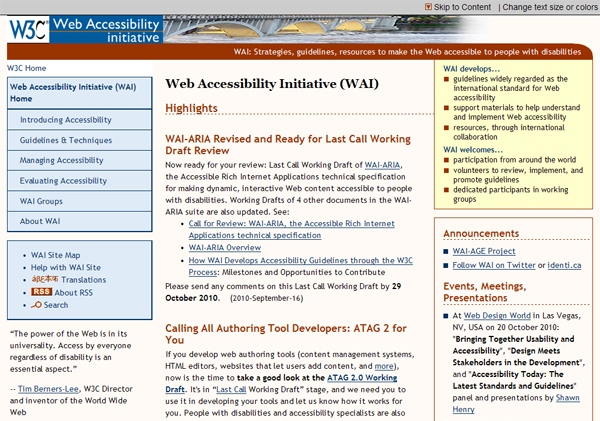 Skip to Content | Change text size or colors
W3C® Web Accessibility
initiative
WAI: Strategies, guidelines, resources to make the Web accessible to people with disabilities
W3C Home
Web Accessibility Initiative (WAI)
Home
Introducing Accessibility
Guidelines & Techniques
Managing Accessibility
Evaluating Accessibility
WAI Groups
About WAI
WAI Site Map
Help with WAI Site
Translations
RSS About RSS
Search
“The power of the Web is in its
universality. Access by everyone
regardless of disability is an
essential aspect.”
-- Tim Berners-Lee, W3C Director
and inventor of the World Wide
Web
Web Accessibility Initiative (WAI)
Highlights
WAI-ARIA Revised and Ready for Last Call Working
Draft Review
Now ready for your review: Last Call Working Draft of WAI-ARIA,
the Accessible Rich Internet Applications technical specification
for making dynamic, interactive Web content accessible to people
with disabilities. Working Drafts of 4 other documents in the WAI-
ARIA suite are also updated. See:
Call for Review: WAI-ARIA, the Accessible Rich Internet
Applications technical specification
WAI-ARIA Overview
How WAI Develops Accessibility Guidelines through the W3C
Process: Milestones and Opportunities to Contribute
Please send any comments on this Last Call Working Draft by 29
October 2010. (2010-September-16)
Calling All Authoring Tool Developers: ATAG 2 for
You
If you develop web authoring tools (content management systems,
HTML editors, websites that let users add content, and more),
now is the time to take a good look at the ATAG 2.0 Working
Draft. It's in “Last Call Working Draft” stage, and we need you to
use it in developing your tools and let us know how it works for
you. People with disabilities and accessibility specialists are also
WAI develops...
guidelines widely regarded as the
international standard for Web
accessibility
support materials to help understand
and implement Web accessibility
resources, through international
collaboration
WAI welcomes...
participation from around the world
volunteers to review, implement, and
promote guidelines
dedicated participants in working
groups
Announcements
WAI-AGE Project
Follow WAI on Twitter or identi.ca
Events, Meetings,
Presentations
At Web Design World in Las Vegas,
NV, USA on 20 October 2010:
"Bringing Together Usability and
Accessibility", "Design Meets
Stakeholders in the Development",
and "Accessibility Today: The
Latest Standards and Guidelines"
panel and presentations by Shawn
Henry